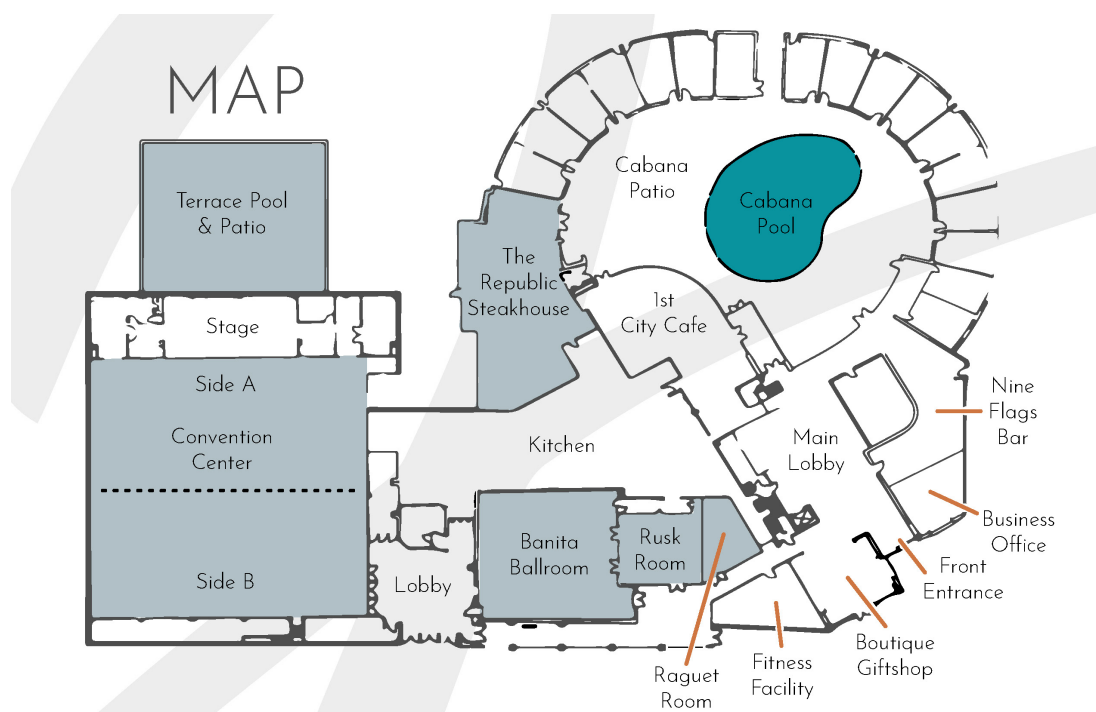 MAP
Terrace Pool
& Patio
Cabana
Patio
Cabana
Pool
The
Republic
Steakhouse
1st
City Cafe
Stage
Side A
Convention
Center
Side B
Kitchen
Main
Lobby
Nine
Flags
Bar
Business
Office
Front
Entrance
Banita
Ballroom
Rusk
Room
Lobby
Raguet
Room
Fitness
Facility
Boutique
Giftshop